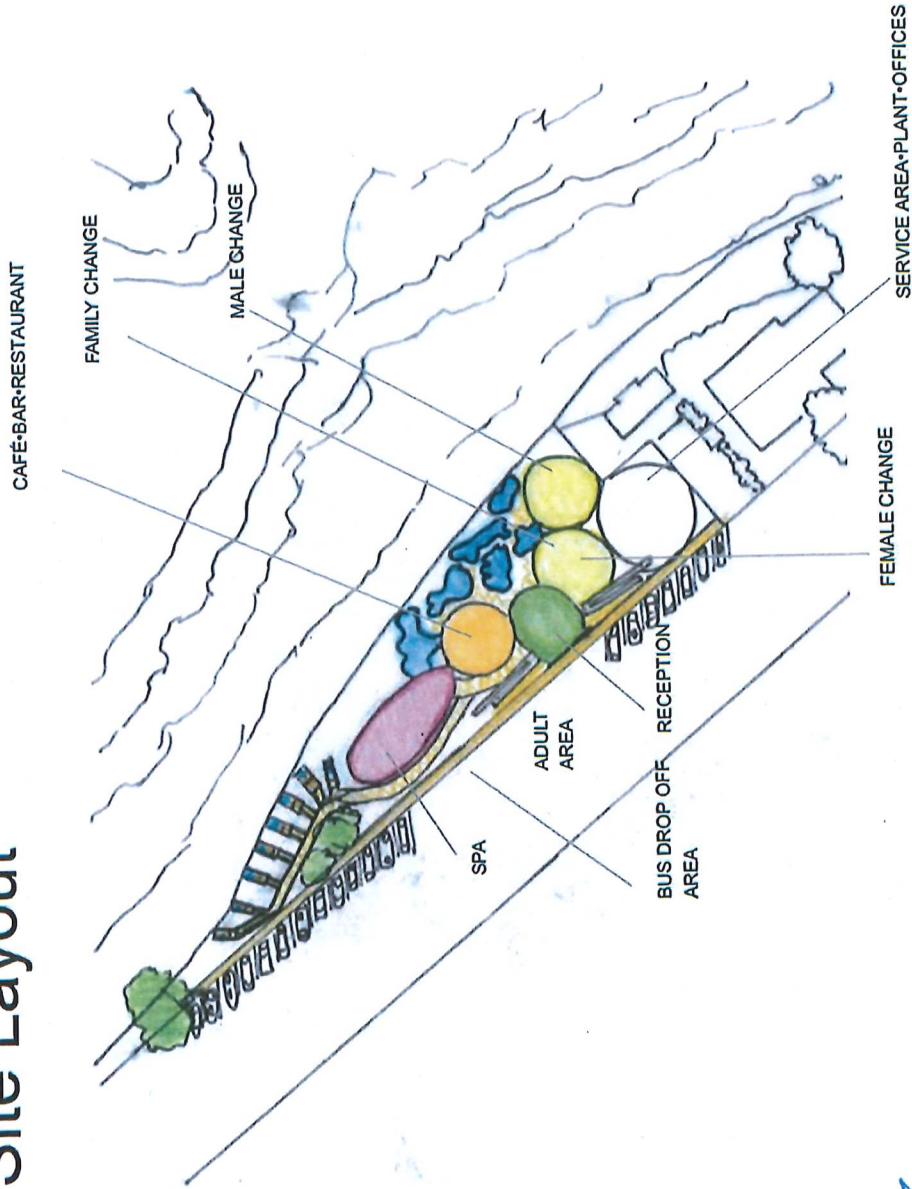 Site Layout
CAFÉ•BAR•RESTAURANT
FAMILY CHANGE
MALE CHANGE
SPA
ADULT
AREA
BUS DROP OFF
AREA
RECEPTION
FEMALE CHANGE
SERVICE AREA•PLANT•OFFICES